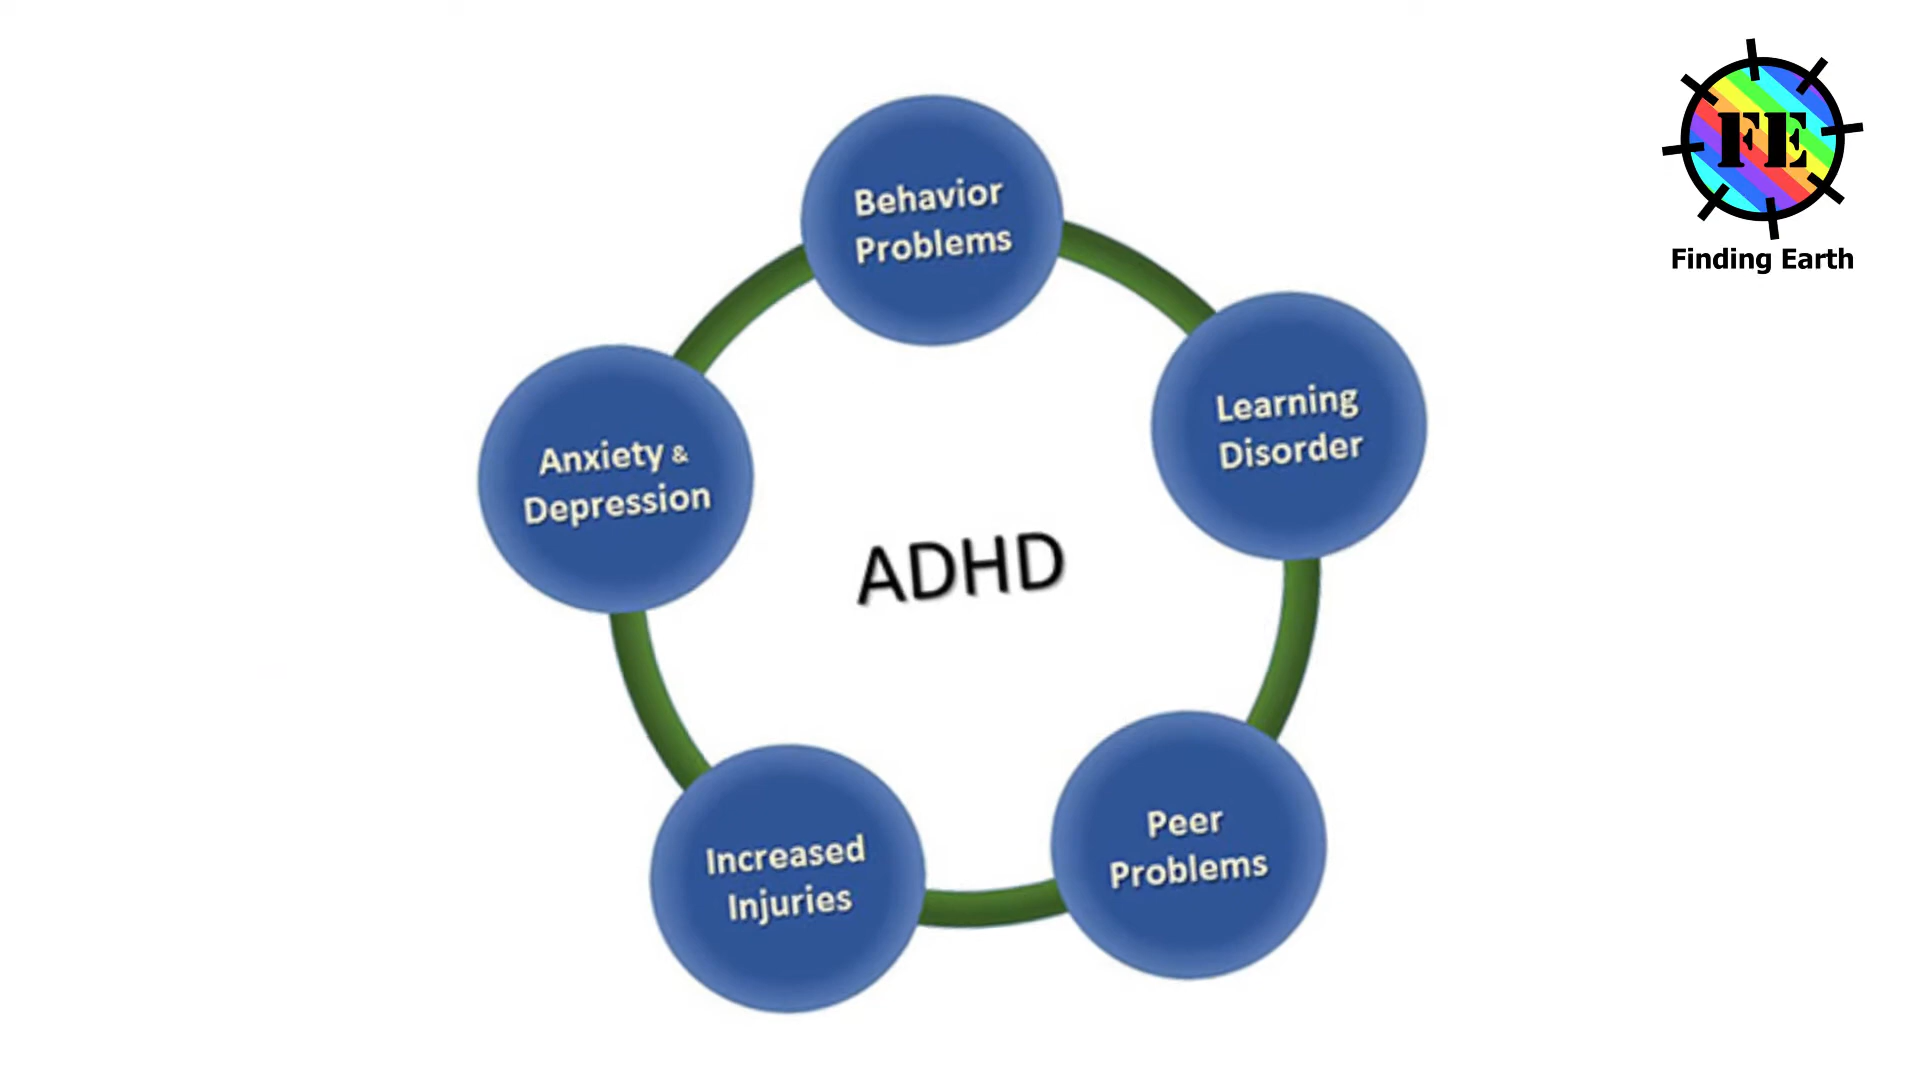 Behavior
Problems
FE
Finding Earth
Learning
Disorder
Anxiety &
Depression
ADHD
Peer
Problems
Increased
Injuries